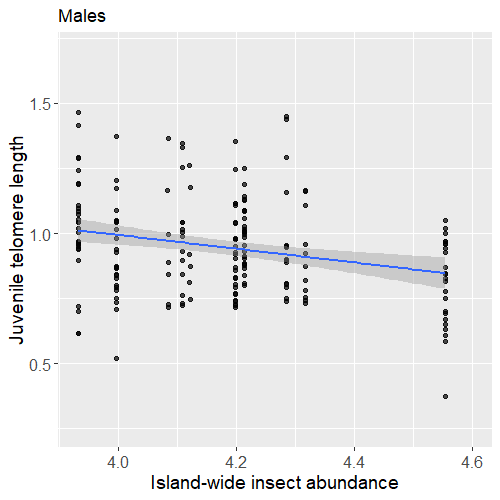 Males
Juvenile telomere length
1.5
1.0
0.5
4.0 4.2 4.4 4.6
Island-wide insect abundance